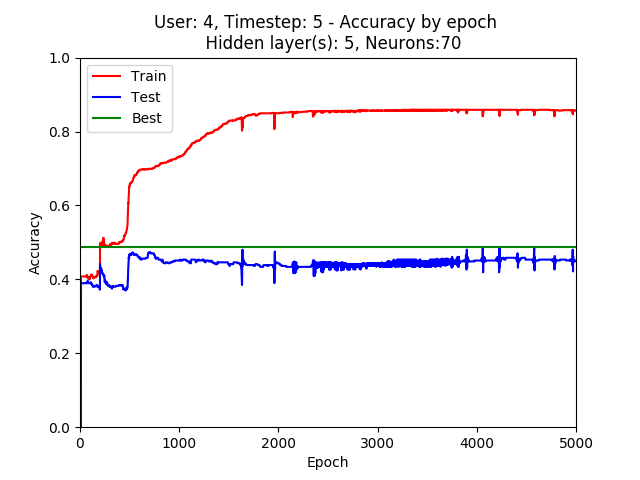 User: 4, Timestep: 5 - Accuracy by epoch
Hidden layer(s): 5, Neurons:70
1.0
Train
Test
Best
0.8
0.6
Accuracy
0.4
0.2
0.0
0 1000 2000 3000 4000 5000
Epoch